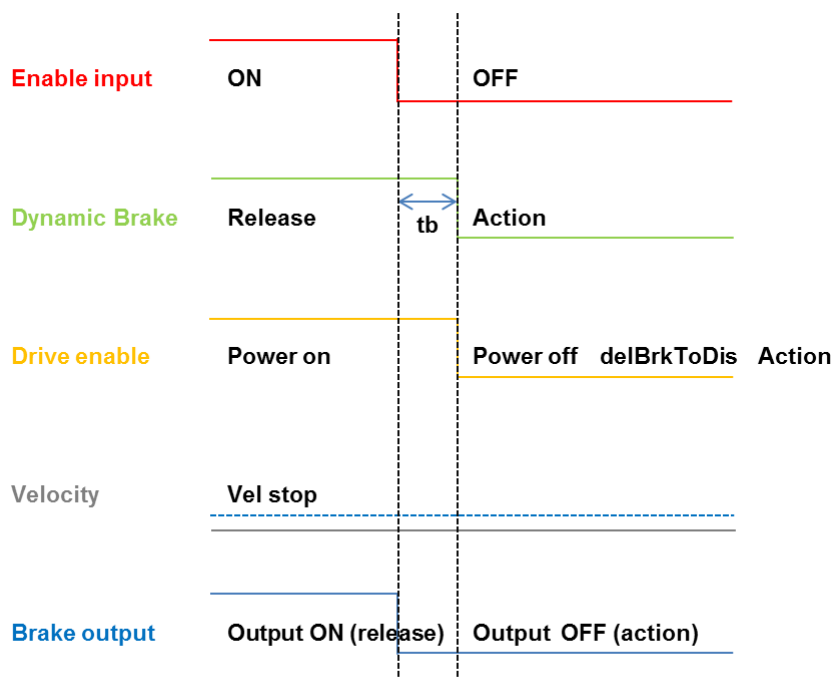 Enable input ON OFF
Dynamic Brake Release tb Action
Drive enable Power on Power off delBrkToDis Action
Velocity Vel stop
Brake output Output ON (release) Output OFF (action)